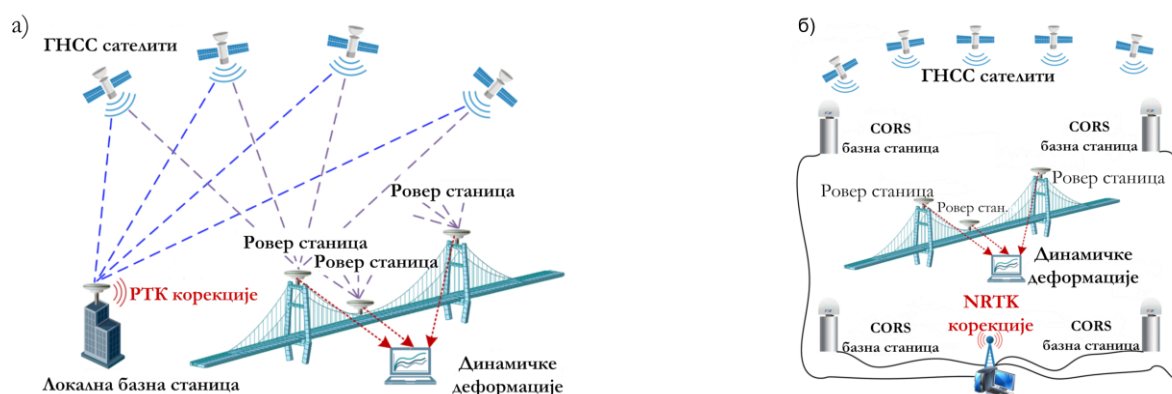 а)
ГНСС сателити
Ровер станица
Ровер станица
Ровер станица
РТК корекције
Локална базна станица
Динамичке
деформације
б)
ГНСС сателити
CORS
базна станица
CORS
базна станица
Ровер станица
Ровер станица
Ровер стан.
Динамичке
деформације
NRTK
корекције
CORS
базна станица
CORS
базна станица